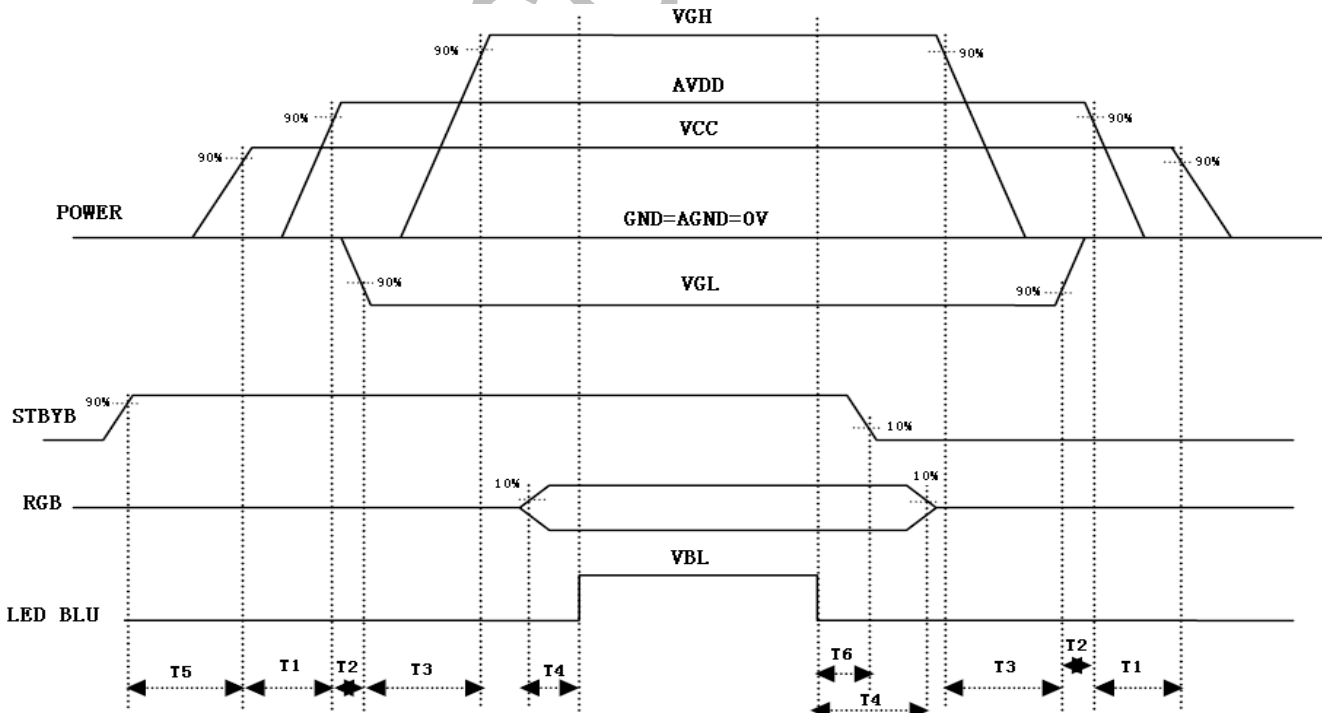 VGH
90%
90%
AVDD
90%
90%
VCC
90%
90%
POWER
GND=AGND=0V
90%
VGL
90%
STBYB
90%
10%
RGB
10%
10%
VBL
LED BLU
T5
T1
T2
T3
T4
T6
T4
T3
T2
T1